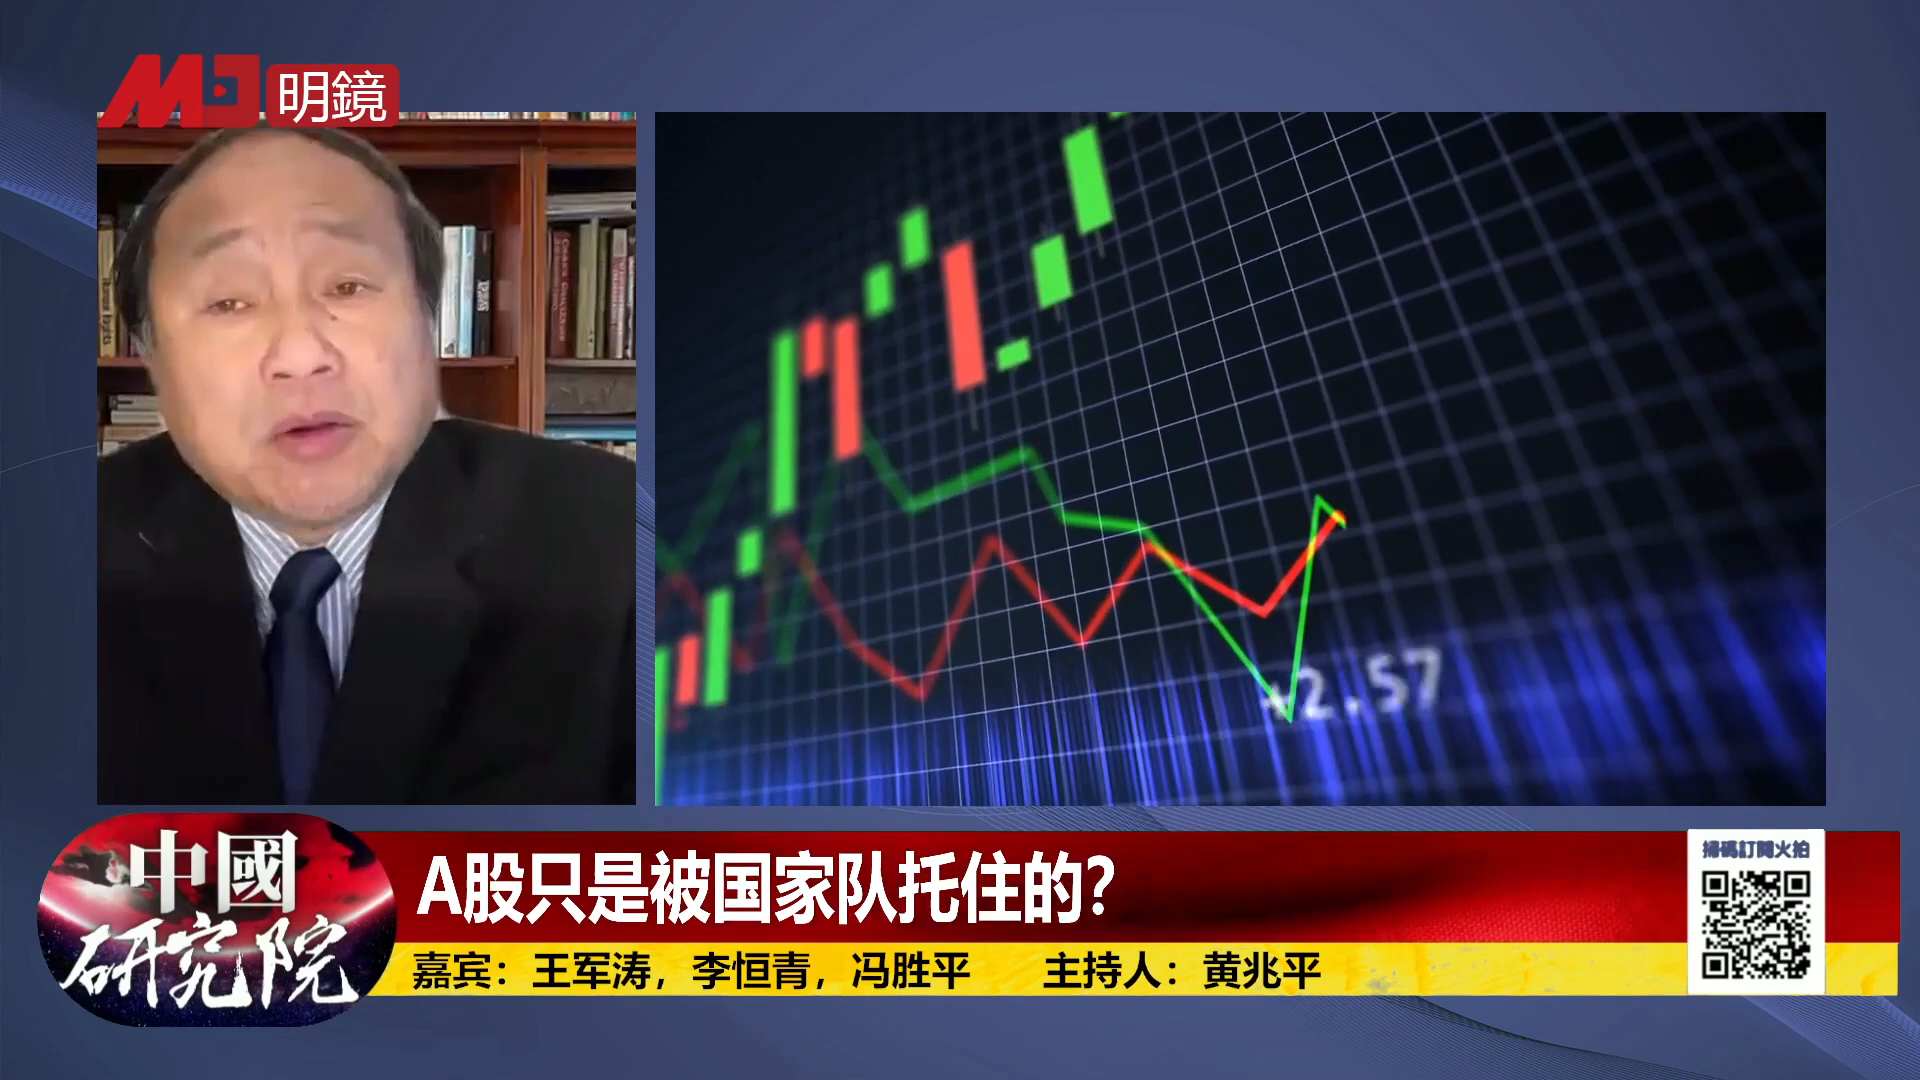 明鏡
+2.57
中國
研究院
A股只是被国家队托住的?
嘉宾：王军涛，李恒青，冯胜平 主持人：黄兆平
掃碼訂閱火拍